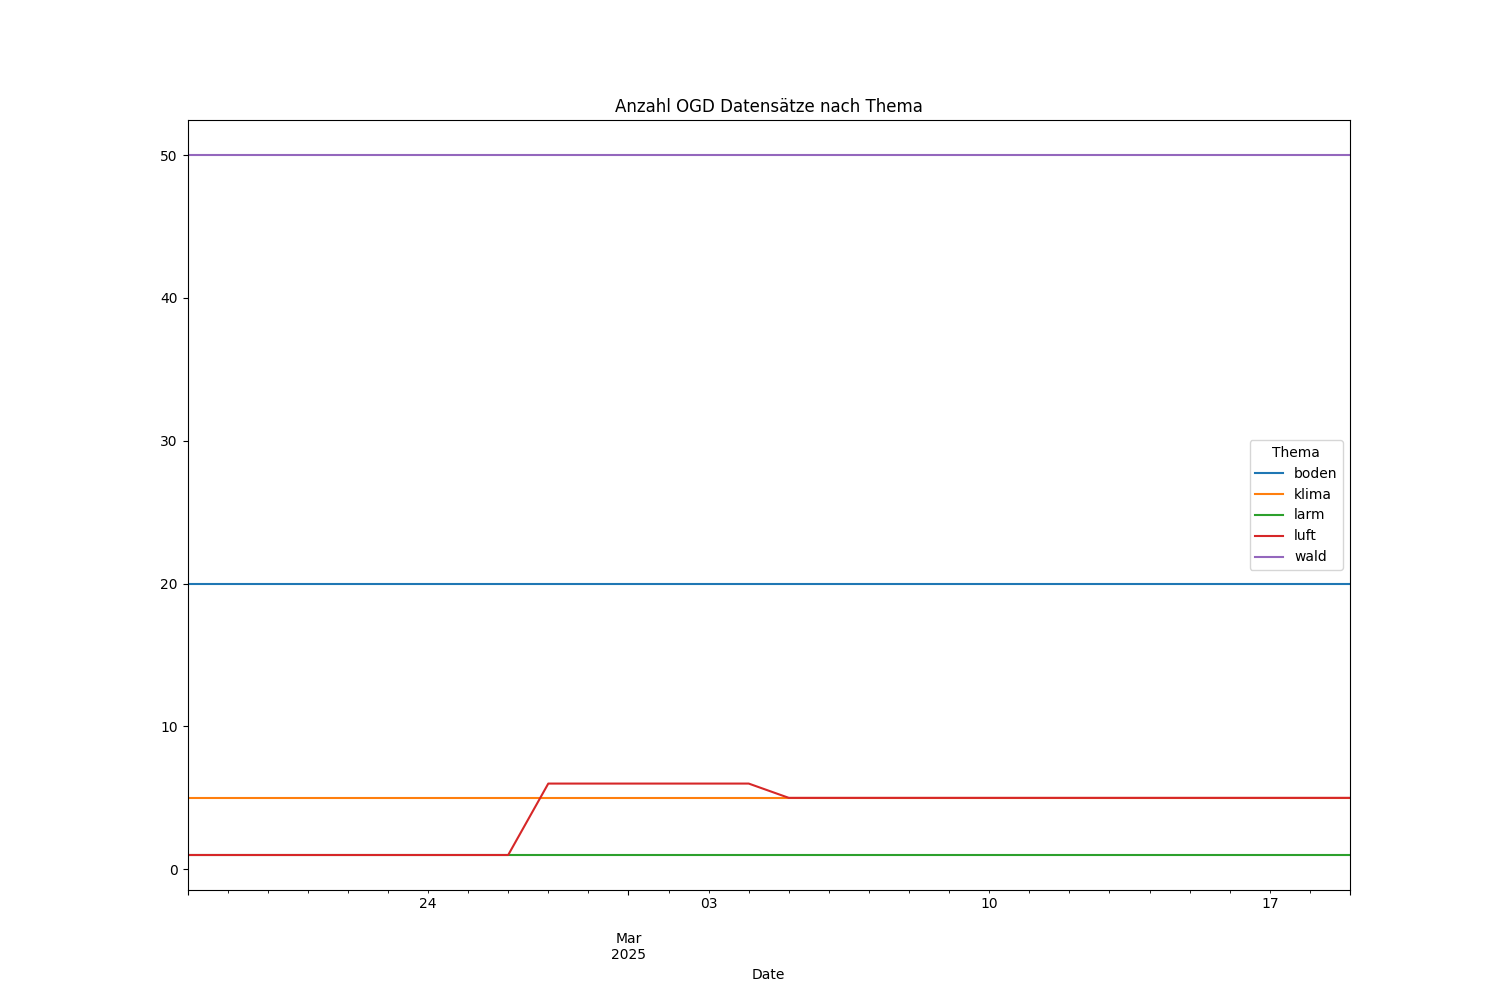 Anzahl OGD Datensätze nach Thema
50
40
30
20
10
0
Thema
boden
klima
larm
luft
wald
24
03
10
17
Mar
2025
Date